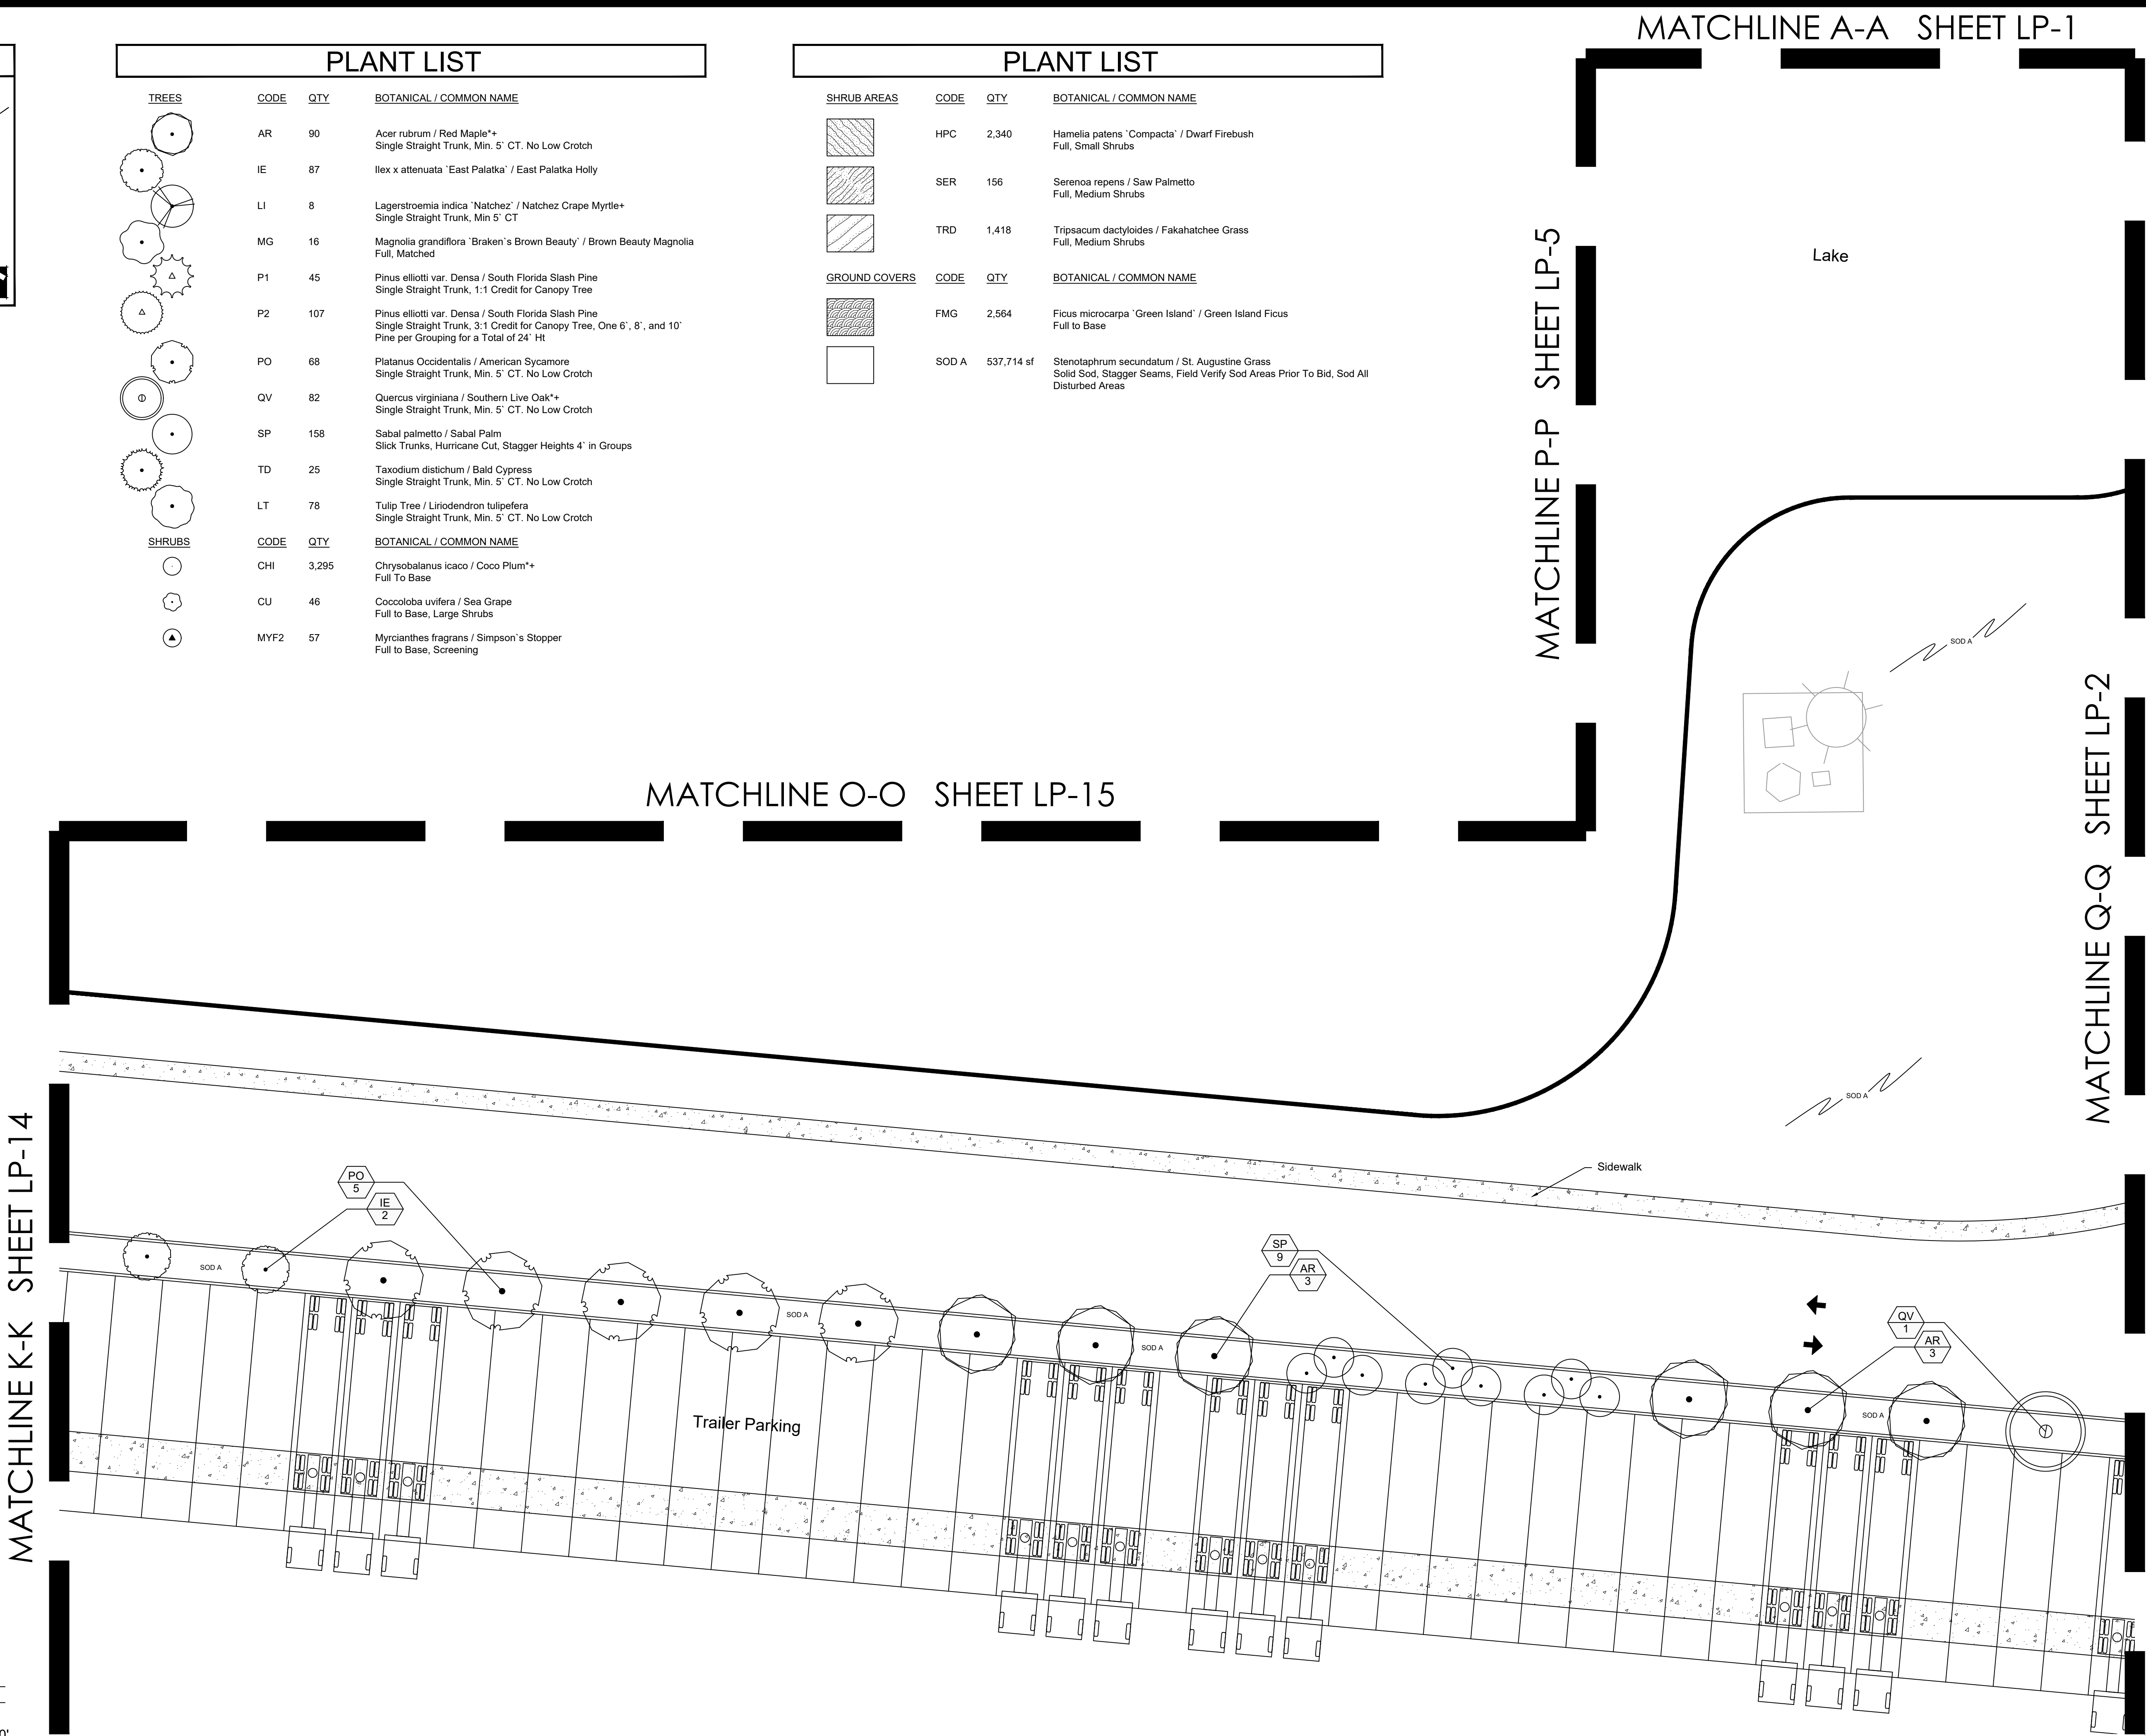 MATCHLINE A-A SHEET LP-1
PLANT LIST
TREES CODE QTY BOTANICAL / COMMON NAME
AR 90 Acer rubrum / Red Maple*+
Single Straight Trunk, Min. 5` CT. No Low Crotch
IE 87 Ilex x attenuata `East Palatka` / East Palatka Holly
LI 8 Lagerstroemia indica `Natchez` / Natchez Crape Myrtle+
Single Straight Trunk, Min 5` CT
MG 16 Magnolia grandiflora `Braken`s Brown Beauty` / Brown Beauty Magnolia
Full, Matched
P1 45 Pinus elliotti var. Densa / South Florida Slash Pine
Single Straight Trunk, 1:1 Credit for Canopy Tree
P2 107 Pinus elliotti var. Densa / South Florida Slash Pine
Single Straight Trunk, 3:1 Credit for Canopy Tree, One 6`, 8`, and 10`
Pine per Grouping for a Total of 24` Ht
PO 68 Platanus Occidentalis / American Sycamore
Single Straight Trunk, Min. 5` CT. No Low Crotch
QV 82 Quercus virginiana / Southern Live Oak*+
Single Straight Trunk, Min. 5` CT. No Low Crotch
SP 158 Sabal palmetto / Sabal Palm
Slick Trunks, Hurricane Cut, Stagger Heights 4` in Groups
TD 25 Taxodium distichum / Bald Cypress
Single Straight Trunk, Min. 5` CT. No Low Crotch
LT 78 Tulip Tree / Liriodendron tulipefera
Single Straight Trunk, Min. 5` CT. No Low Crotch
SHRUBS CODE QTY BOTANICAL / COMMON NAME
CHI 3,295 Chrysobalanus icaco / Coco Plum*+
Full To Base
CU 46 Coccoloba uvifera / Sea Grape
Full to Base, Large Shrubs
MYF2 57 Myrcianthes fragrans / Simpson`s Stopper
Full to Base, Screening
PLANT LIST
SHRUB AREAS CODE QTY BOTANICAL / COMMON NAME
HPC 2,340 Hamelia patens `Compacta` / Dwarf Firebush
Full, Small Shrubs
SER 156 Serenoa repens / Saw Palmetto
Full, Medium Shrubs
TRD 1,418 Tripsacum dactyloides / Fakahatchee Grass
Full, Medium Shrubs
GROUND COVERS CODE QTY BOTANICAL / COMMON NAME
FMG 2,564 Ficus microcarpa `Green Island` / Green Island Ficus
Full to Base
SOD A 537,714 sf Stenotaphrum secundatum / St. Augustine Grass
Solid Sod, Stagger Seams, Field Verify Sod Areas Prior To Bid, Sod All
Disturbed Areas
MATCHLINE P-P SHEET LP-5
Lake
SOD A
MATCHLINE Q-Q SHEET LP-2
MATCHLINE O-O SHEET LP-15
SOD A
MATCHLINE K-K SHEET LP-14
Sidewalk
PO
5
IE
2
SP
9
AR
3
QV
1
AR
3
SOD A
SOD A
SOD A
SOD A
Trailer Parking
0'